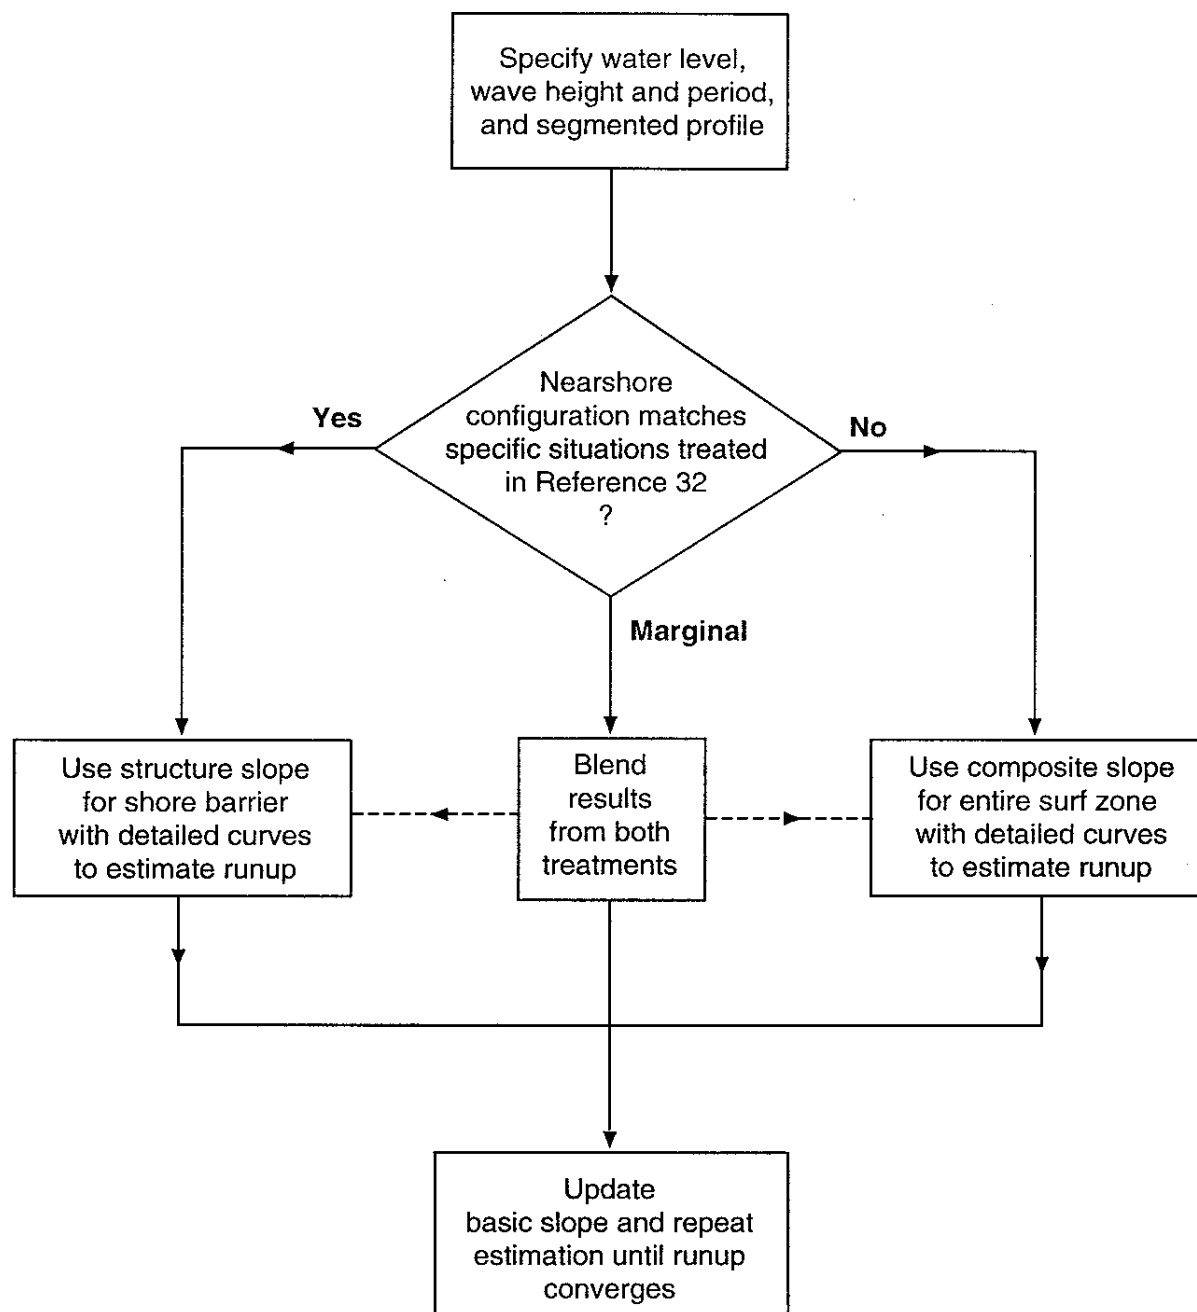 Specify water level,
wave height and period,
and segmented profile
Nearshore
configuration matches
specific situations treated
in Reference 32
?
Yes
No
Marginal
Use structure slope
for shore barrier
with detailed curves
to estimate runup
Blend
results
from both
treatments
Use composite slope
for entire surf zone
with detailed curves
to estimate runup
Update
basic slope and repeat
estimation until runup
converges